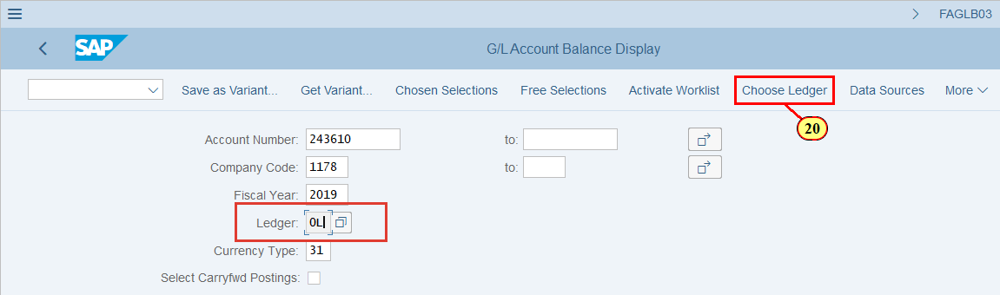 FAGLB03
SAP
G/L Account Balance Display
Save as Variant... Get Variant... Chosen Selections Free Selections Activate Worklist Choose Ledger Data Sources More
20
Account Number: 243610 to:
Company Code: 1178 to:
Fiscal Year: 2019
Ledger: 0L
Currency Type: 31
Select Carryfwd Postings: